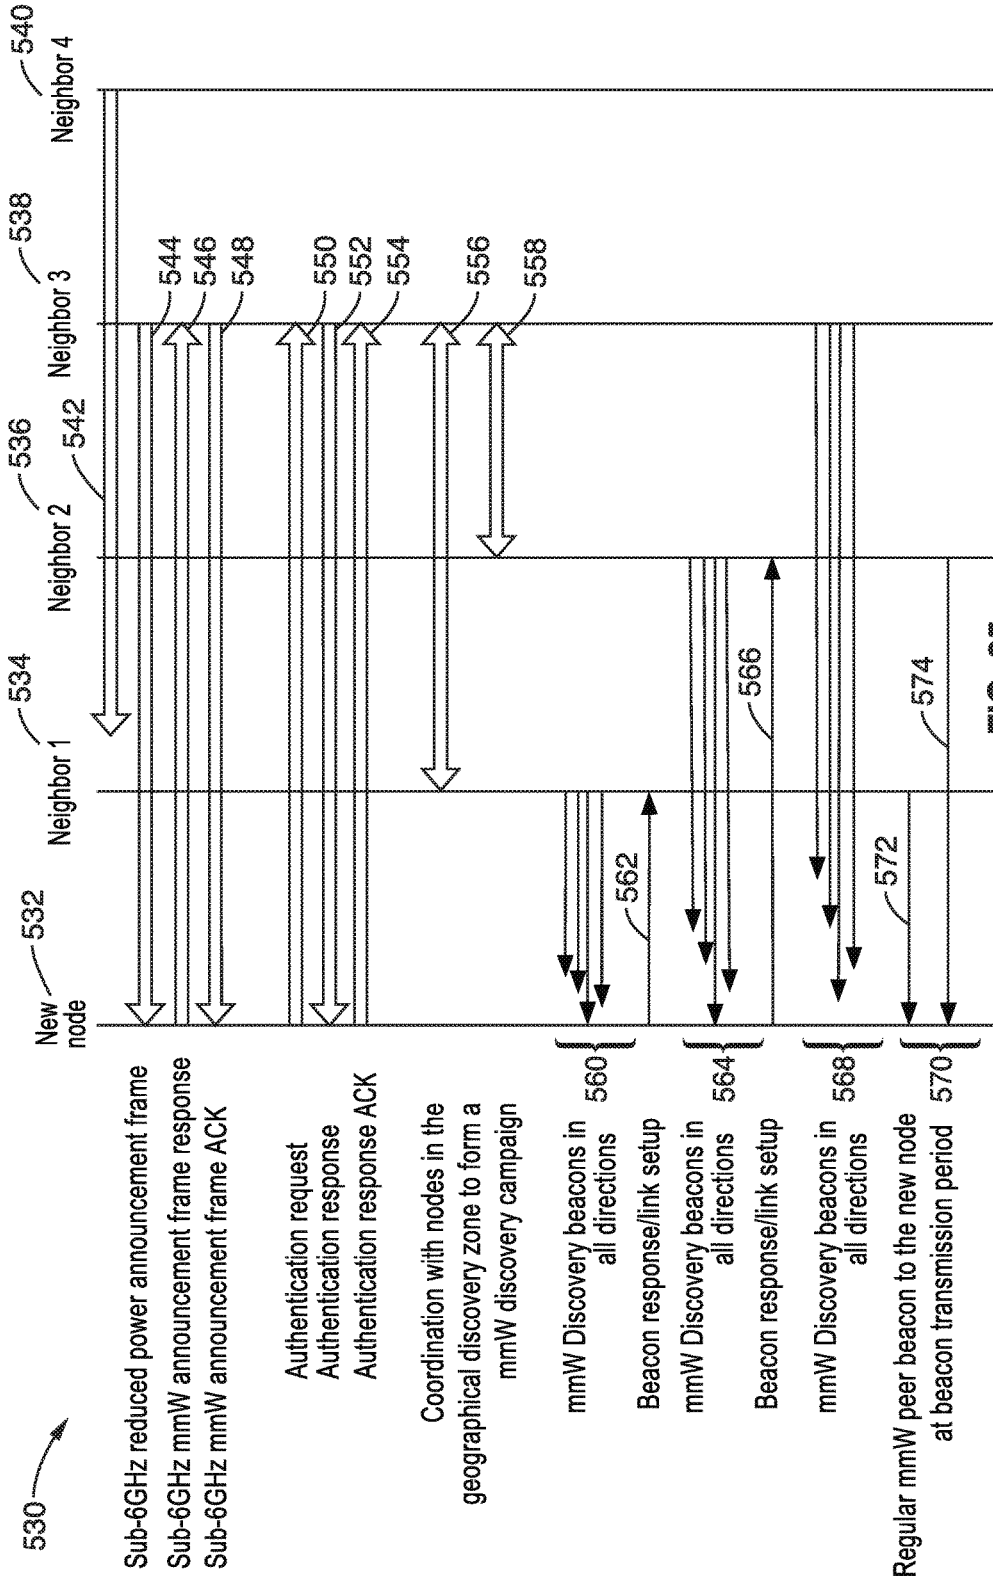 530
New
node
532
Neighbor 1
534
Neighbor 2
536
542
Neighbor 3
538
Neighbor 4
540
Sub-6GHz reduced power announcement frame
544
Sub-6GHz mmW announcement frame response
546
Sub-6GHz mmW announcement frame ACK
548
Authentication request
550
Authentication response
552
Authentication response ACK
554
Coordination with nodes in the
geographical discovery zone to form a
mmW discovery campaign
556
558
mmW Discovery beacons in
all directions
560
Beacon response/link setup
562
mmW Discovery beacons in
all directions
564
Beacon response/link setup
566
mmW Discovery beacons in
all directions
568
Regular mmW peer beacon to the new node
at beacon transmission period
570
572
574